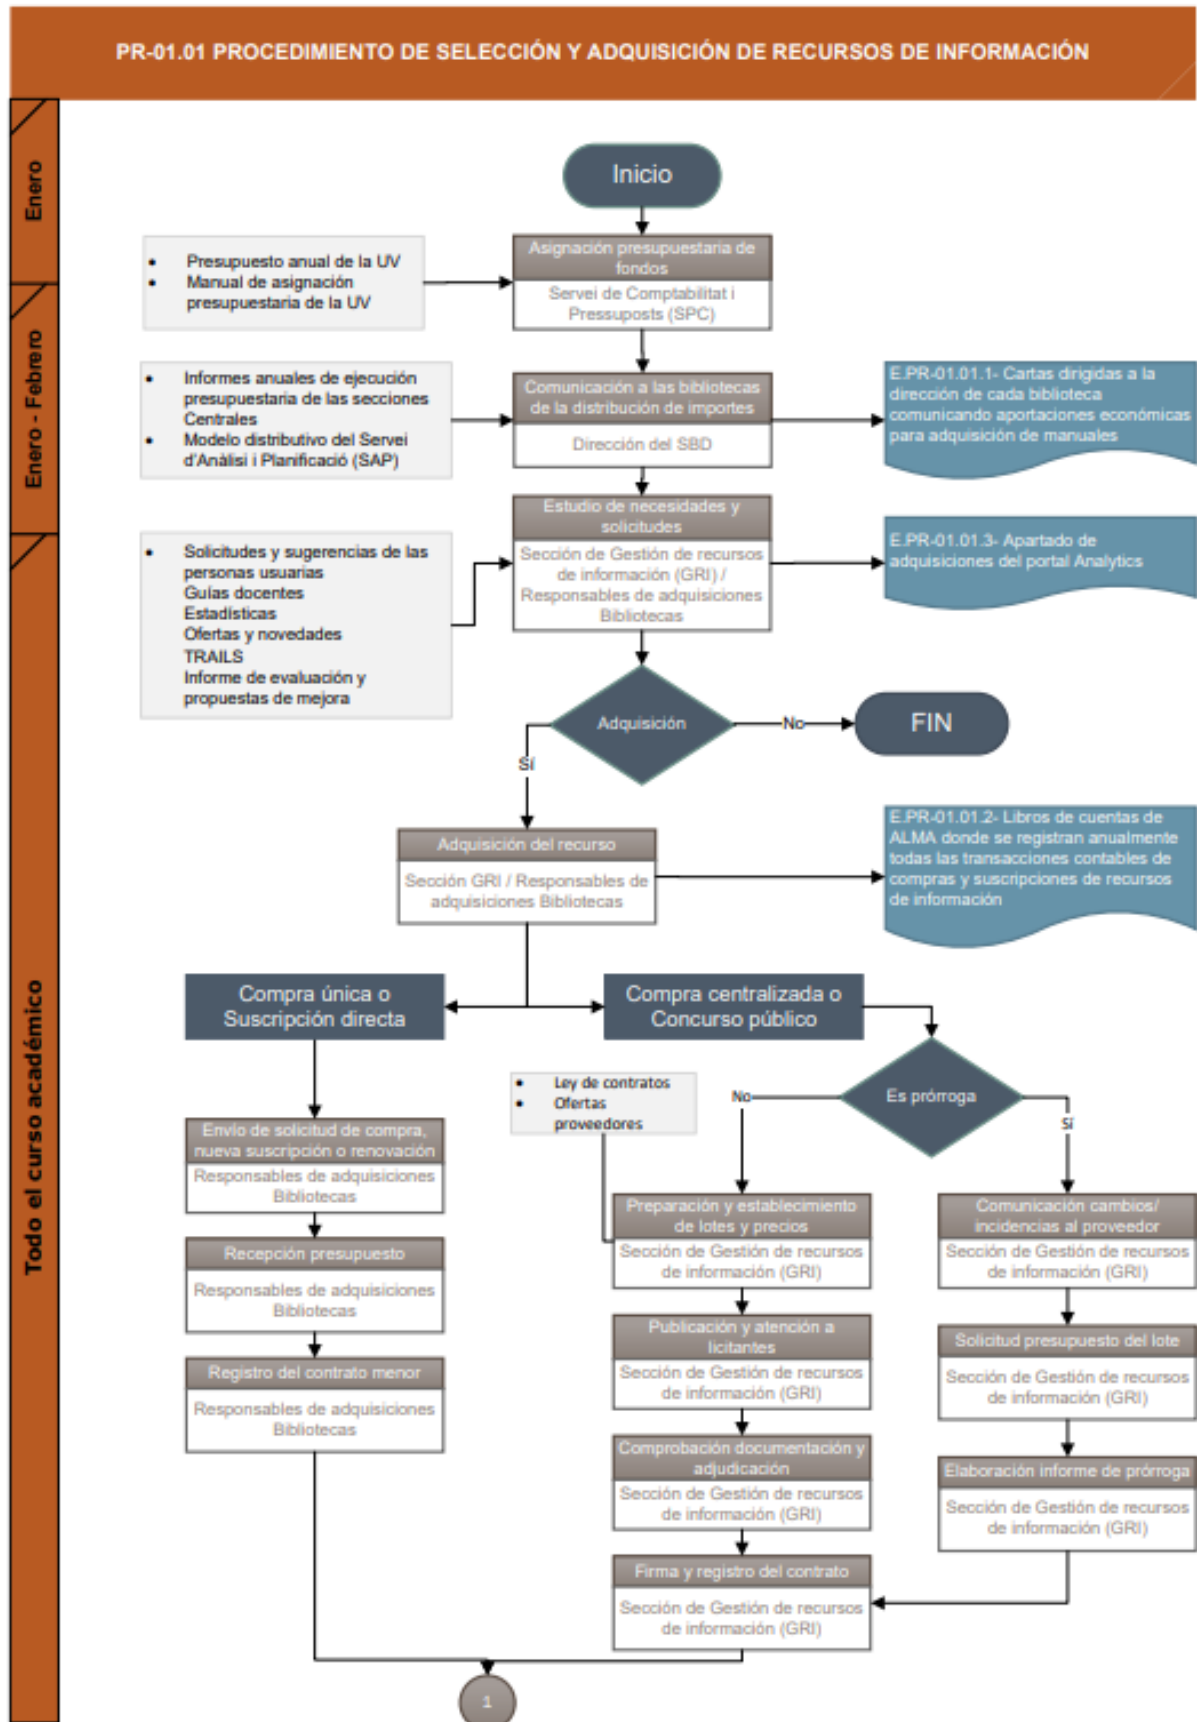 PR-01.01 PROCEDIMIENTO DE SELECCIÓN Y ADQUISICIÓN DE RECURSOS DE INFORMACIÓN
Enero
Inicio
• Presupuesto anual de la UV
• Manual de asignación
presupuestaria de la UV
Asignación presupuestaria de
fondos
Servei de Comptabilitat i
Pressuposts (SPC)
Enero - Febrero
• Informes anuales de ejecución
presupuestaria de las secciones
Centrales
• Modelo distributivo del Servei
d'Anàlisi i Planificació (SAP)
Comunicación a las bibliotecas
de la distribución de importes
Dirección del SBD
E.PR-01.01.1- Cartas dirigidas a la
dirección de cada biblioteca
comunicando aportaciones económicas
para adquisición de manuales
Todo el curso académico
• Solicitudes y sugerencias de las
personas usuarias
Guías docentes
Estadísticas
Ofertas y novedades
TRAILS
Informe de evaluación y
propuestas de mejora
Estudio de necesidades y
solicitudes
Sección de Gestión de recursos
de información (GRI) /
Responsables de adquisiciones
Bibliotecas
E.PR-01.01.3- Apartado de
adquisiciones del portal Analytics
Adquisición
No
FIN
Sí
Adquisición del recurso
Sección GRI / Responsables de
adquisiciones Bibliotecas
E.PR-01.01.2- Libros de cuentas de
ALMA donde se registran anualmente
todas las transacciones contables de
compras y suscripciones de recursos
de información
Compra única o
Suscripción directa
Compra centralizada o
Concurso público
Es prórroga
No
Sí
• Ley de contratos
• Ofertas
proveedores
Envío de solicitud de compra,
nueva suscripción o renovación
Responsables de adquisiciones
Bibliotecas
Recepción presupuesto
Responsables de adquisiciones
Bibliotecas
Registro del contrato menor
Responsables de adquisiciones
Bibliotecas
Preparación y establecimiento
de lotes y precios
Sección de Gestión de recursos
de información (GRI)
Publicación y atención a
licitantes
Sección de Gestión de recursos
de información (GRI)
Comprobación documentación y
adjudicación
Sección de Gestión de recursos
de información (GRI)
Firma y registro del contrato
Sección de Gestión de recursos
de información (GRI)
Comunicación cambios/
incidencias al proveedor
Sección de Gestión de recursos
de información (GRI)
Solicitud presupuesto del lote
Sección de Gestión de recursos
de información (GRI)
Elaboración informe de prórroga
Sección de Gestión de recursos
de información (GRI)
1